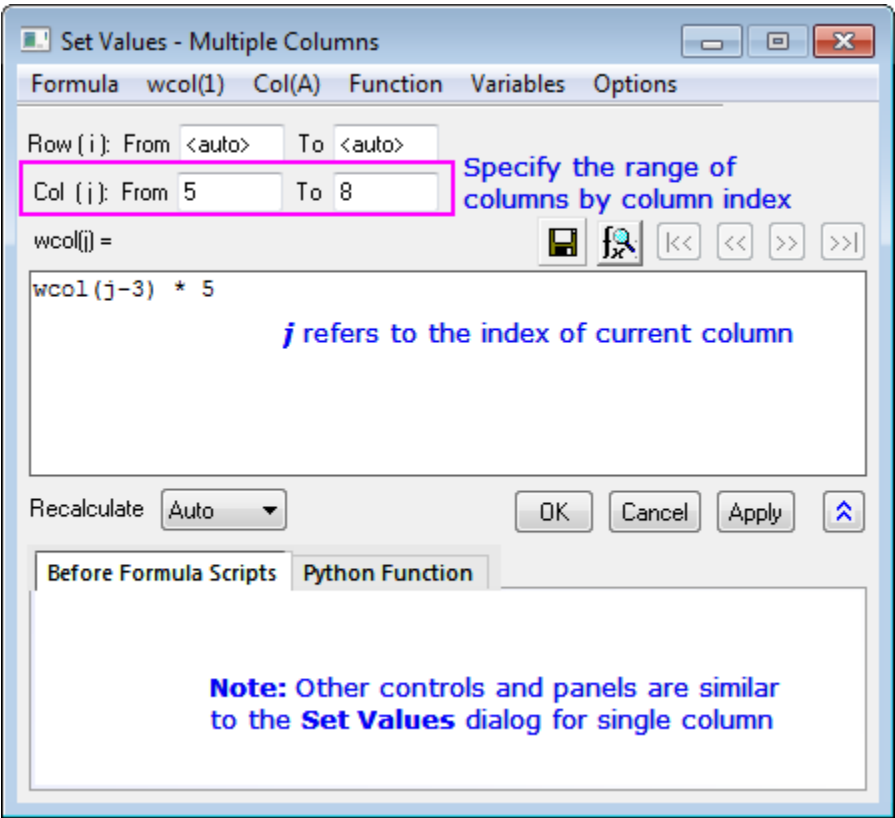 Set Values - Multiple Columns
Formula wcol(1) Col(A) Function Variables Options
Row ( i ): From <auto> To <auto>
Col ( j ): From 5 To 8
Specify the range of
columns by column index
wcol(j) =
|<< << >> >>|
wcol(j-3) * 5
j refers to the index of current column
Recalculate Auto OK Cancel Apply
Before Formula Scripts Python Function
Note: Other controls and panels are similar
to the Set Values dialog for single column